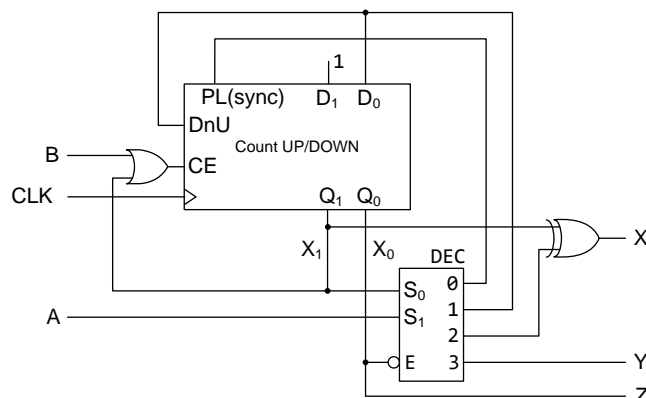 1
PL(sync) D₁ D₀
DnU
Count UP/DOWN
B
CE
CLK
Q₁ Q₀
X₁ X₀
X
DEC
S₀ 0
1
A
S₁
2
E 3
Y
Z